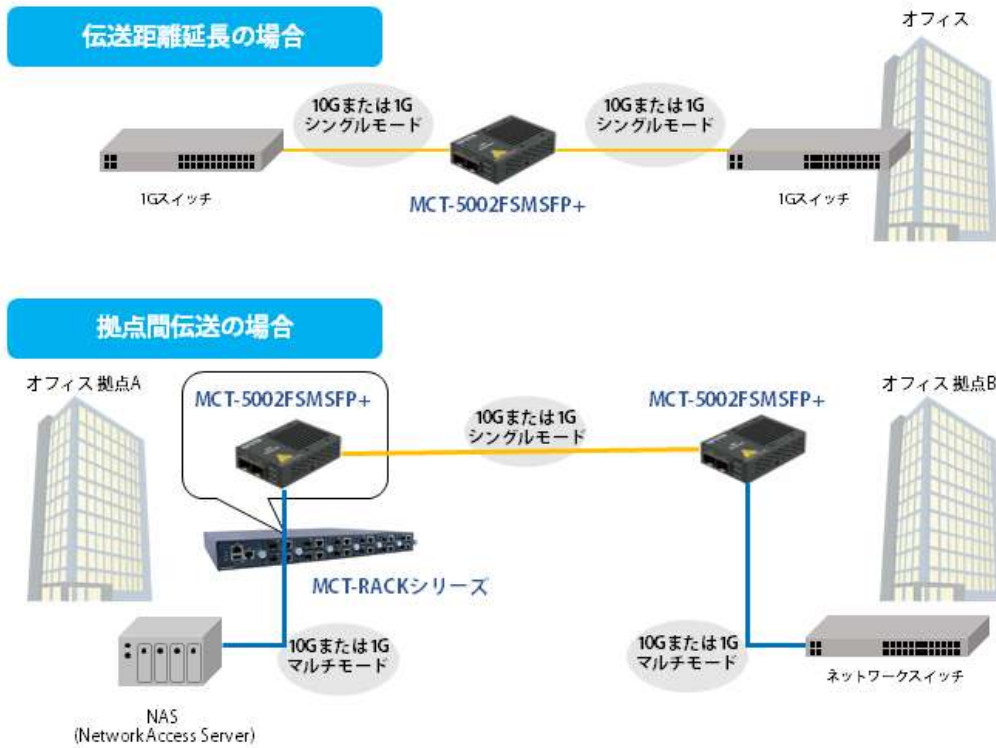 伝送距離延長の場合
オフィス
10Gまたは1G
シングルモード
10Gまたは1G
シングルモード
1Gスイッチ
MCT-5002FSMSFP+
1Gスイッチ
拠点間伝送の場合
オフィス 拠点A
MCT-5002FSMSFP+
MCT-5002FSMSFP+
オフィス 拠点B
10Gまたは1G
シングルモード
MCT-RACKシリーズ
10Gまたは1G
マルチモード
10Gまたは1G
マルチモード
ネットワークスイッチ
NAS
(Network Access Server)